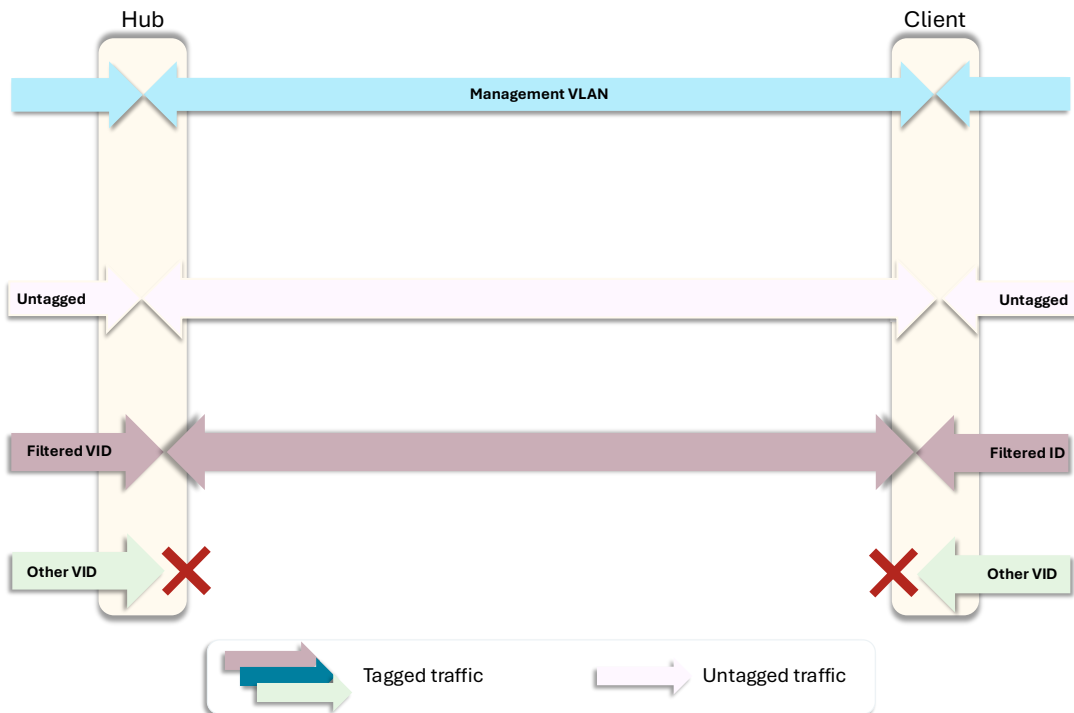 Hub
Client
Management VLAN
Untagged
Untagged
Filtered VID
Filtered ID
Other VID
Other VID
Tagged traffic
Untagged traffic